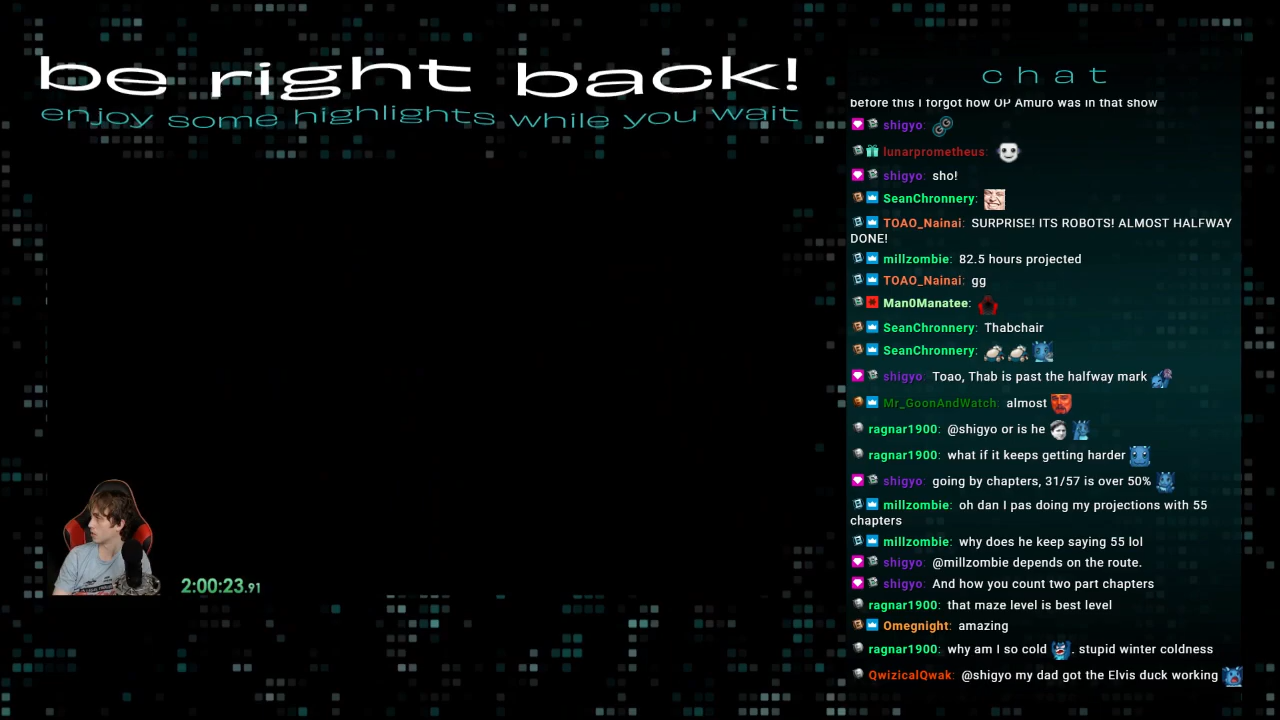 be right back!
enjoy some highlights while you wait
chat
before this I forgot how OP Amuro was in that show
shigyo:
lunarprometheus:
shigyo: sho!
SeanChronnery:
TOAO_Nainai: SURPRISE! ITS ROBOTS! ALMOST HALFWAY
DONE!
millzombie: 82.5 hours projected
TOAO_Nainai: gg
Man0Manatee:
SeanChronnery: Thabchair
SeanChronnery:
shigyo: Toao, Thab is past the halfway mark
Mr_GoonAndWatch: almost
ragnar1900: @shigyo or is he
ragnar1900: what if it keeps getting harder
shigyo: going by chapters, 31/57 is over 50%
millzombie: oh dan I pas doing my projections with 55
chapters
millzombie: why does he keep saying 55 lol
shigyo: @millzombie depends on the route.
shigyo: And how you count two part chapters
ragnar1900: that maze level is best level
Omegnight: amazing
ragnar1900: why am I so cold . stupid winter coldness
QwizicalQwak: @shigyo my dad got the Elvis duck working
2:00:23.91